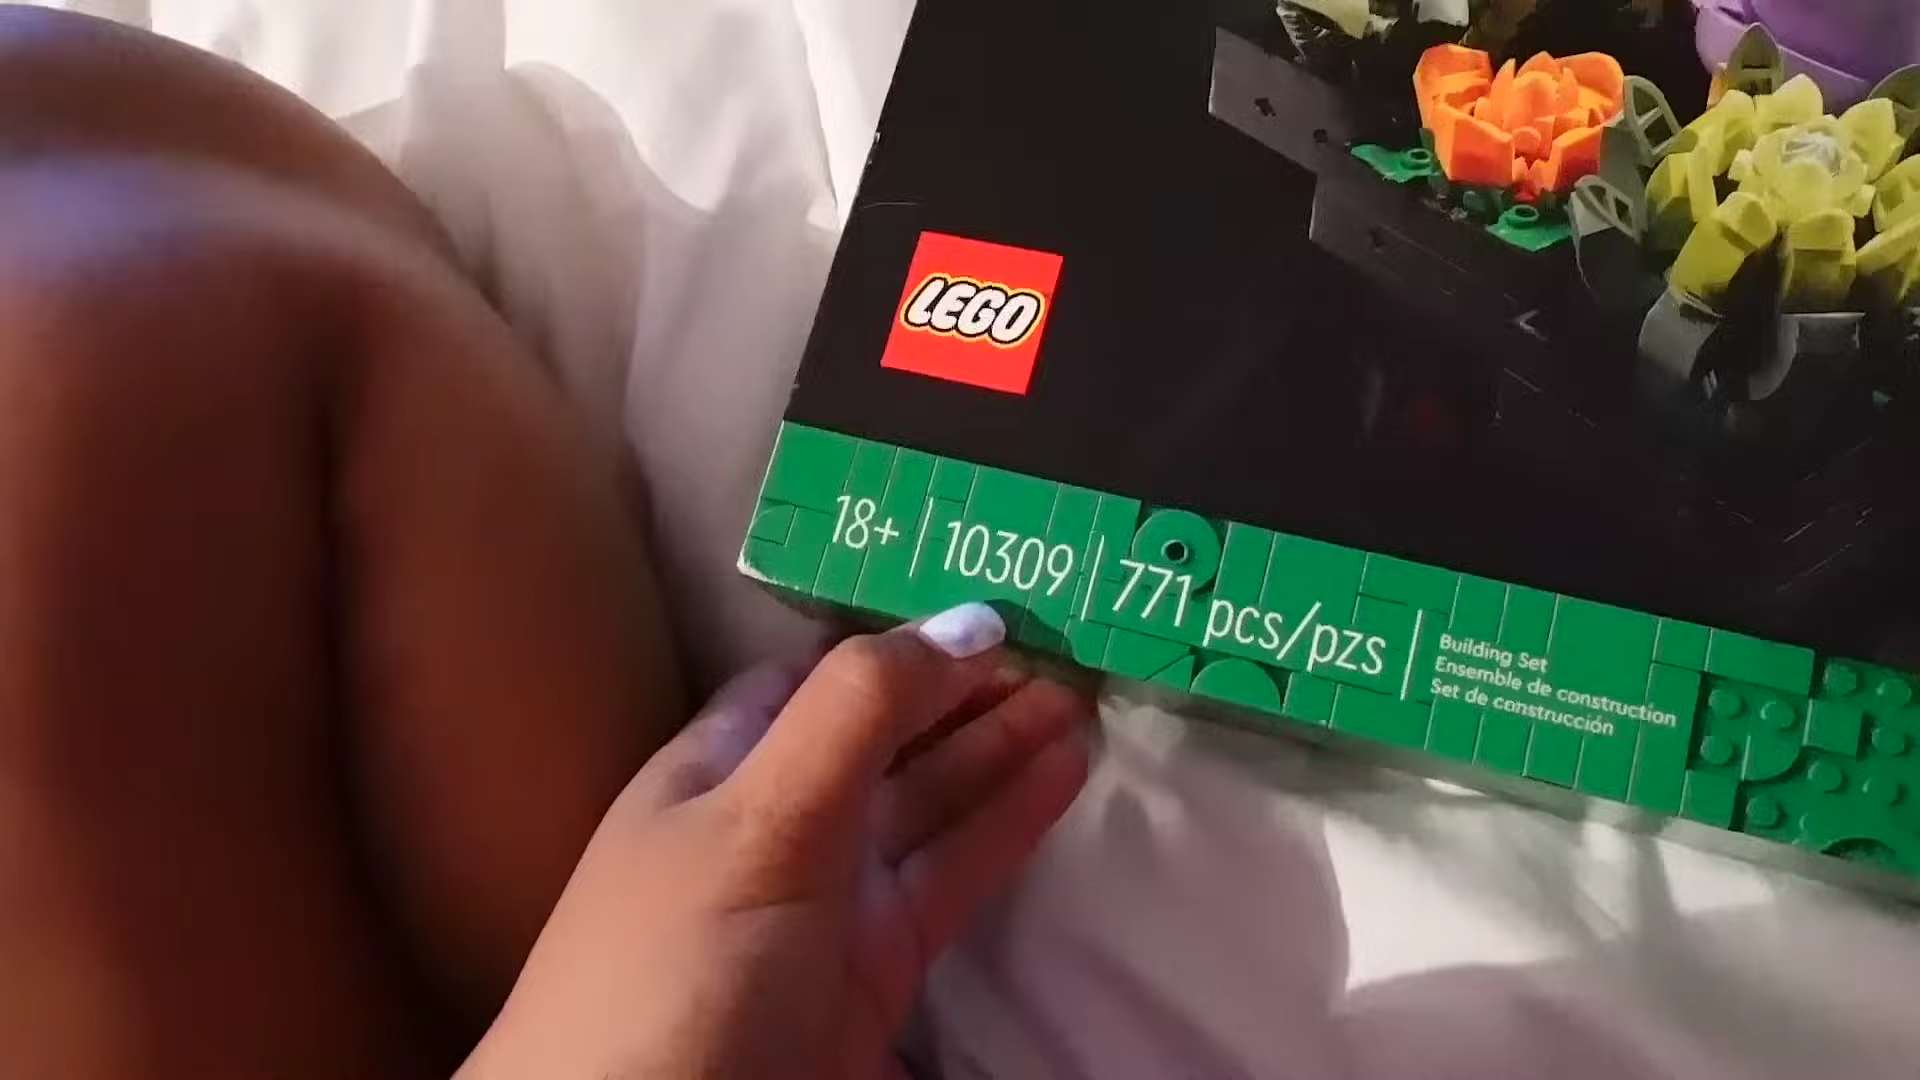 LEGO
18+ | 10309 | 771 pcs/pzs
Building Set
Ensemble de construction
Set de construcción